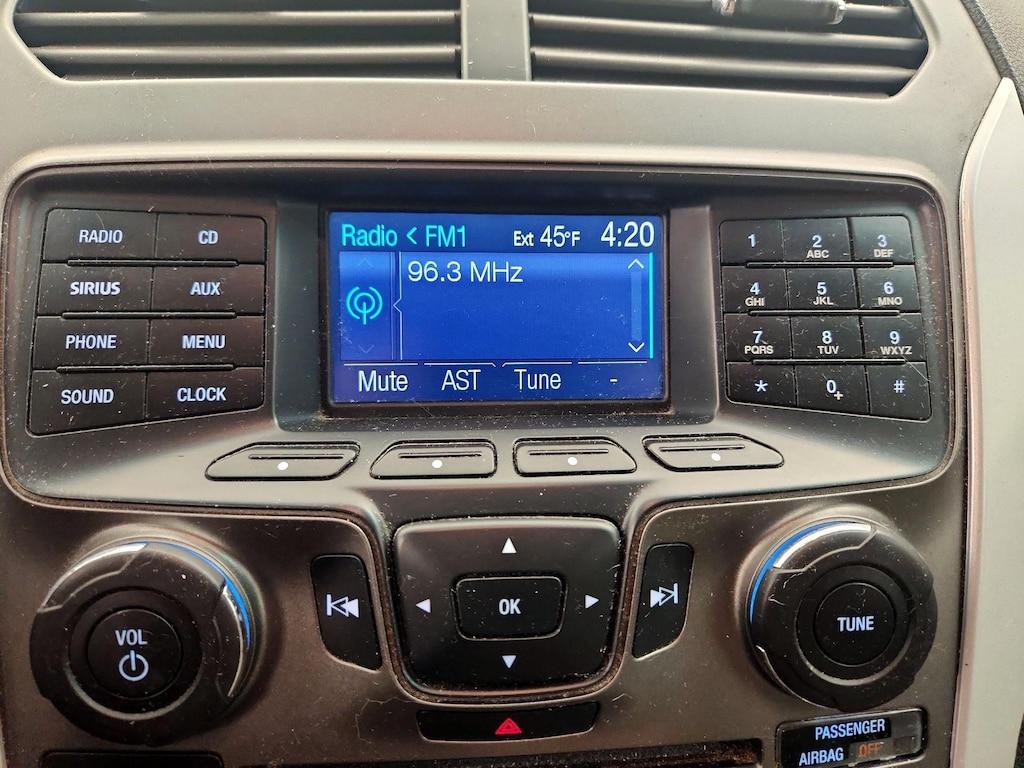 Radio < FM1 Ext 45°F 4:20
96.3 MHz
Mute AST Tune -
RADIO CD
SIRIUS AUX
PHONE MENU
SOUND CLOCK
1 2 3
ABC DEF
4 5 6
GHI JKL MNO
7 8 9
PQRS TUV WXYZ
* 0 #
+
VOL
OK
TUNE
PASSENGER
AIRBAG OFF